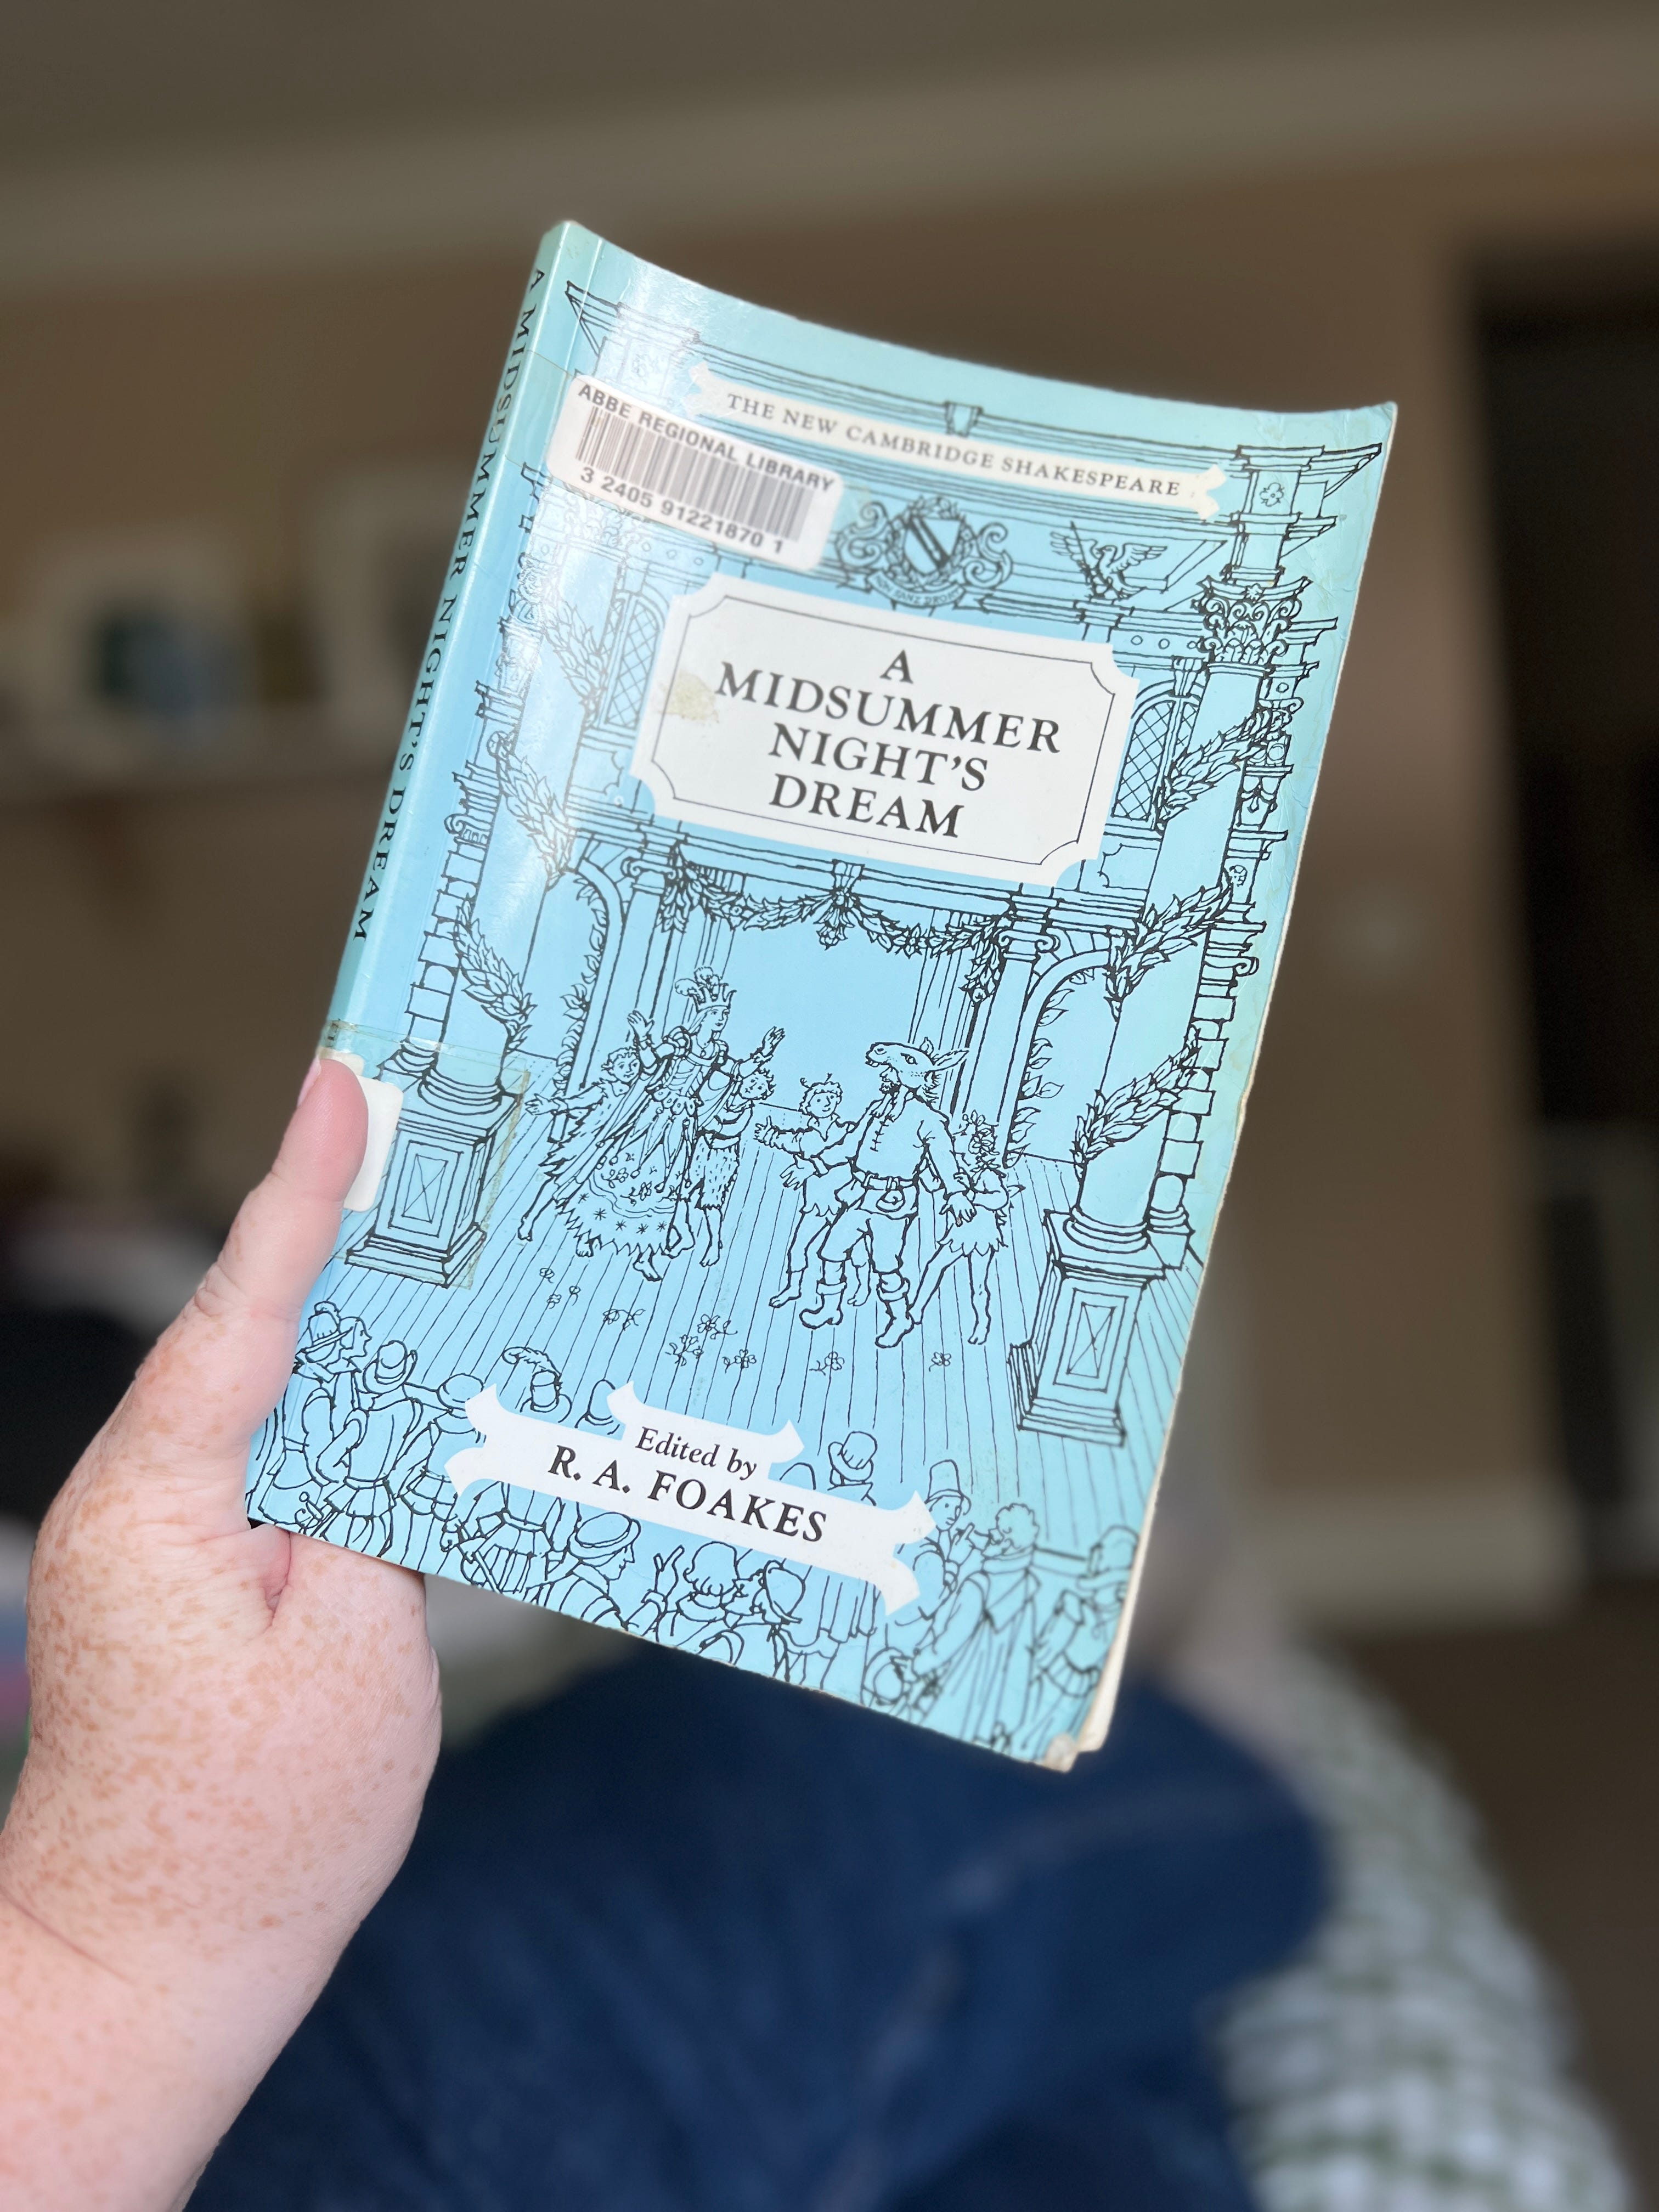 A MIDSUMMER NIGHT'S DREAM
THE NEW CAMBRIDGE SHAKESPEARE
ABBE REGIONAL LIBRARY
3 2405 91221870 1
A
MIDSUMMER
NIGHT'S
DREAM
Edited by
R. A. FOAKES